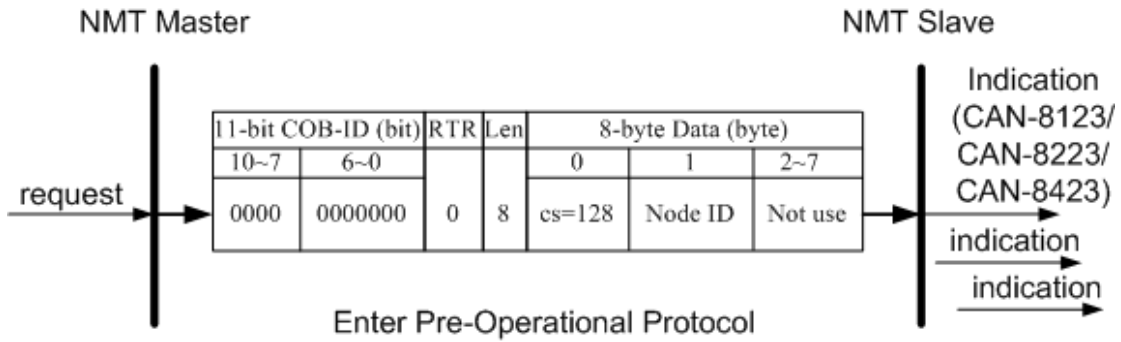 NMT Master
NMT Slave
Indication
(CAN-8123/
CAN-8223/
CAN-8423)
11-bit COB-ID (bit) RTR Len 8-byte Data (byte)
10~7 6~0 0 1 2~7
request
0000 0000000 0 8 cs=128 Node ID Not use
indication
indication
Enter Pre-Operational Protocol